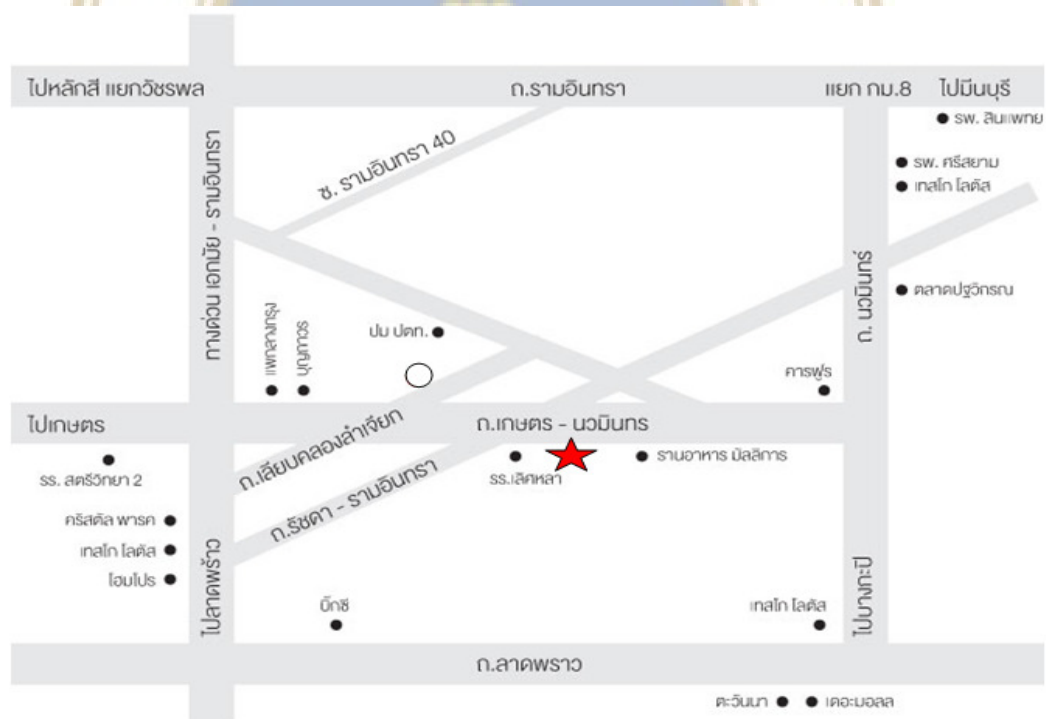 ไปหลักสี่ แยกวัชรพล
ถ.รามอินทรา
แยก กม.8
ไปมีนบุรี
รพ. สินแพทย
ซ. รามอินทรา 40
รพ. ศรีสยาม
เทสโก โลตัส
ทางด่วน เอกมัย - รามอินทรา
ถ. นวมินทร์
ตลาดปฐวิกรณ
แพกลางกรุง
บุญถาวร
ปม ปตท.
คารฟูร
ไปเกษตร
ถ.เกษตร - นวมินทร
ถ.เลียบคลองลำเจียก
รร. สตรีวิทยา 2
รร.เลิศหลา
รานอาหาร มัลลิการ
ถ.รัชดา - รามอินทรา
คริสตัล พารค
เทสโก โลตัส
โฮมโปร
ไปลาดพร้าว
บิ๊กซี
เทสโก โลตัส
ไปบางกะปิ
ถ.ลาดพราว
ตะวันนา
เดอะมอลล